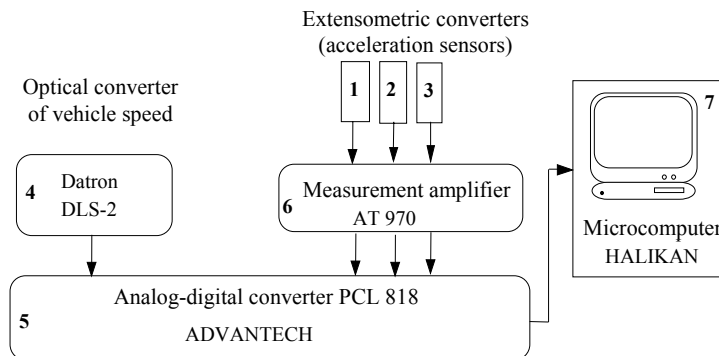 Extensometric converters
(acceleration sensors)
Optical converter
of vehicle speed
1
2
3
7
4
Datron
DLS-2
6
Measurement amplifier
AT 970
Microcomputer
HALIKAN
5
Analog-digital converter PCL 818
ADVANTECH